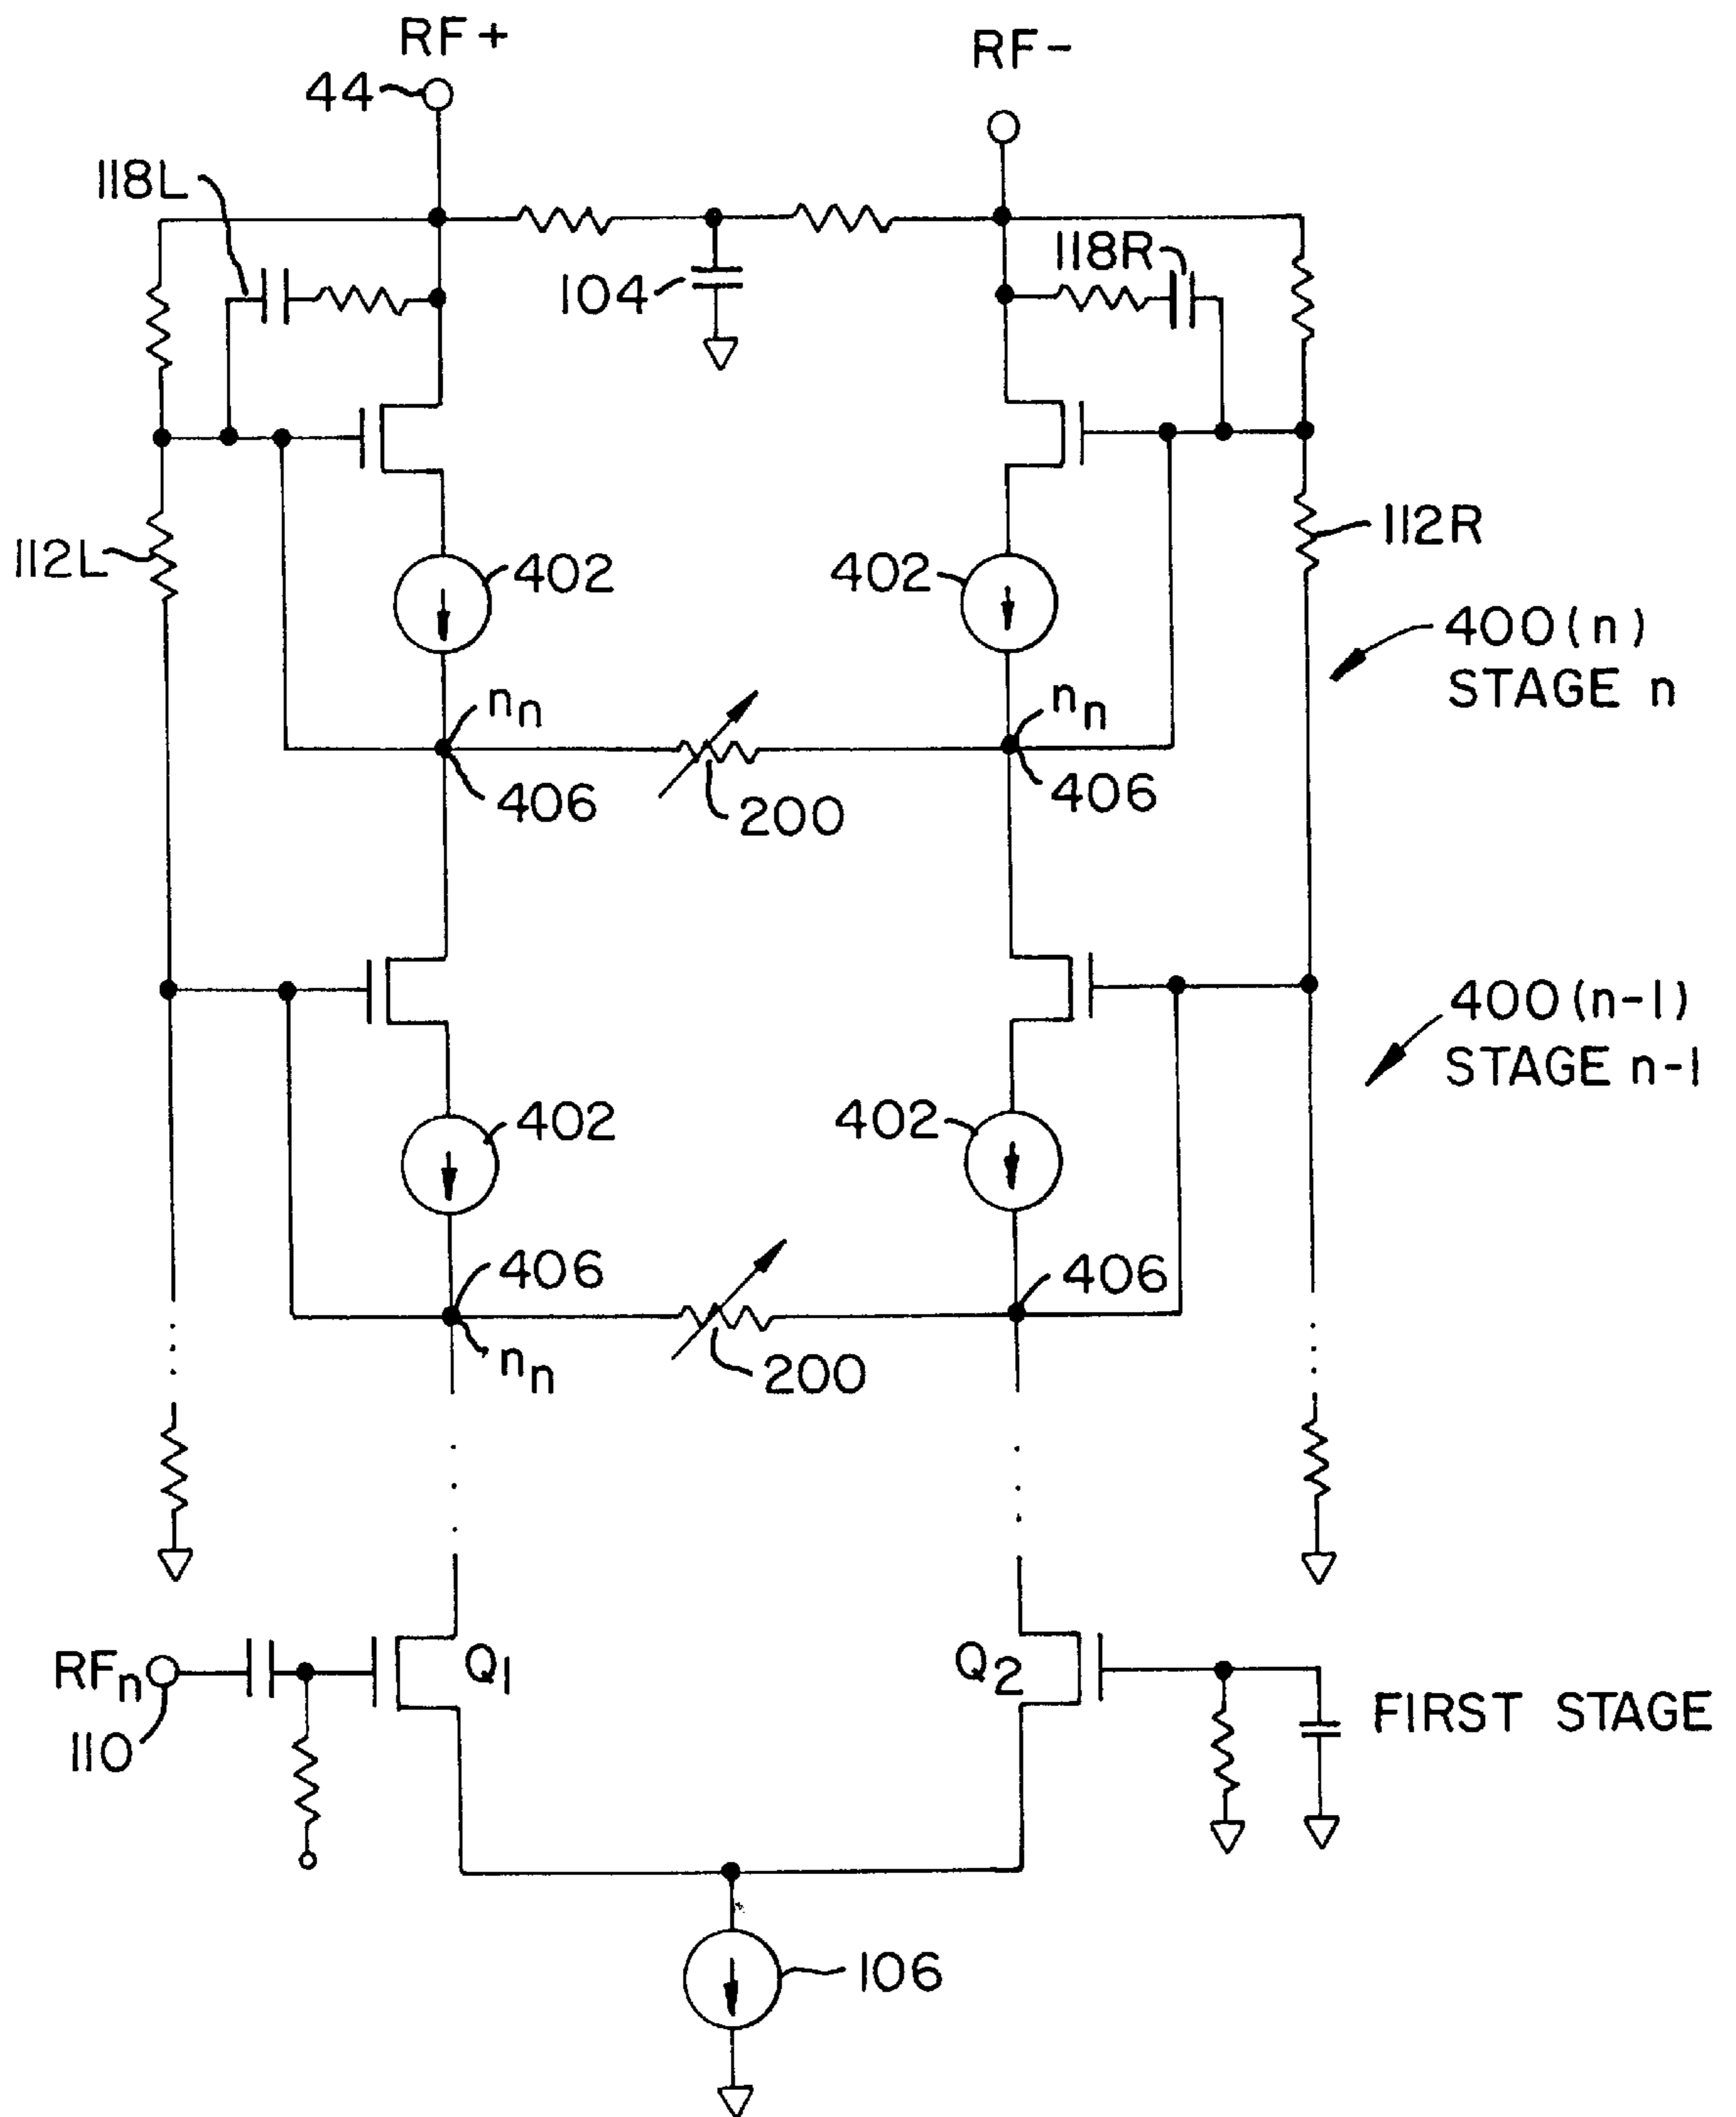 RF+
RF-
44
118L
118R
104
112L
402
402
112R
400(n)
STAGE n
nn
nn
406
200
406
400(n-1)
STAGE n-1
402
402
406
406
nn
200
RFn
Q1
Q2
110
FIRST STAGE
106